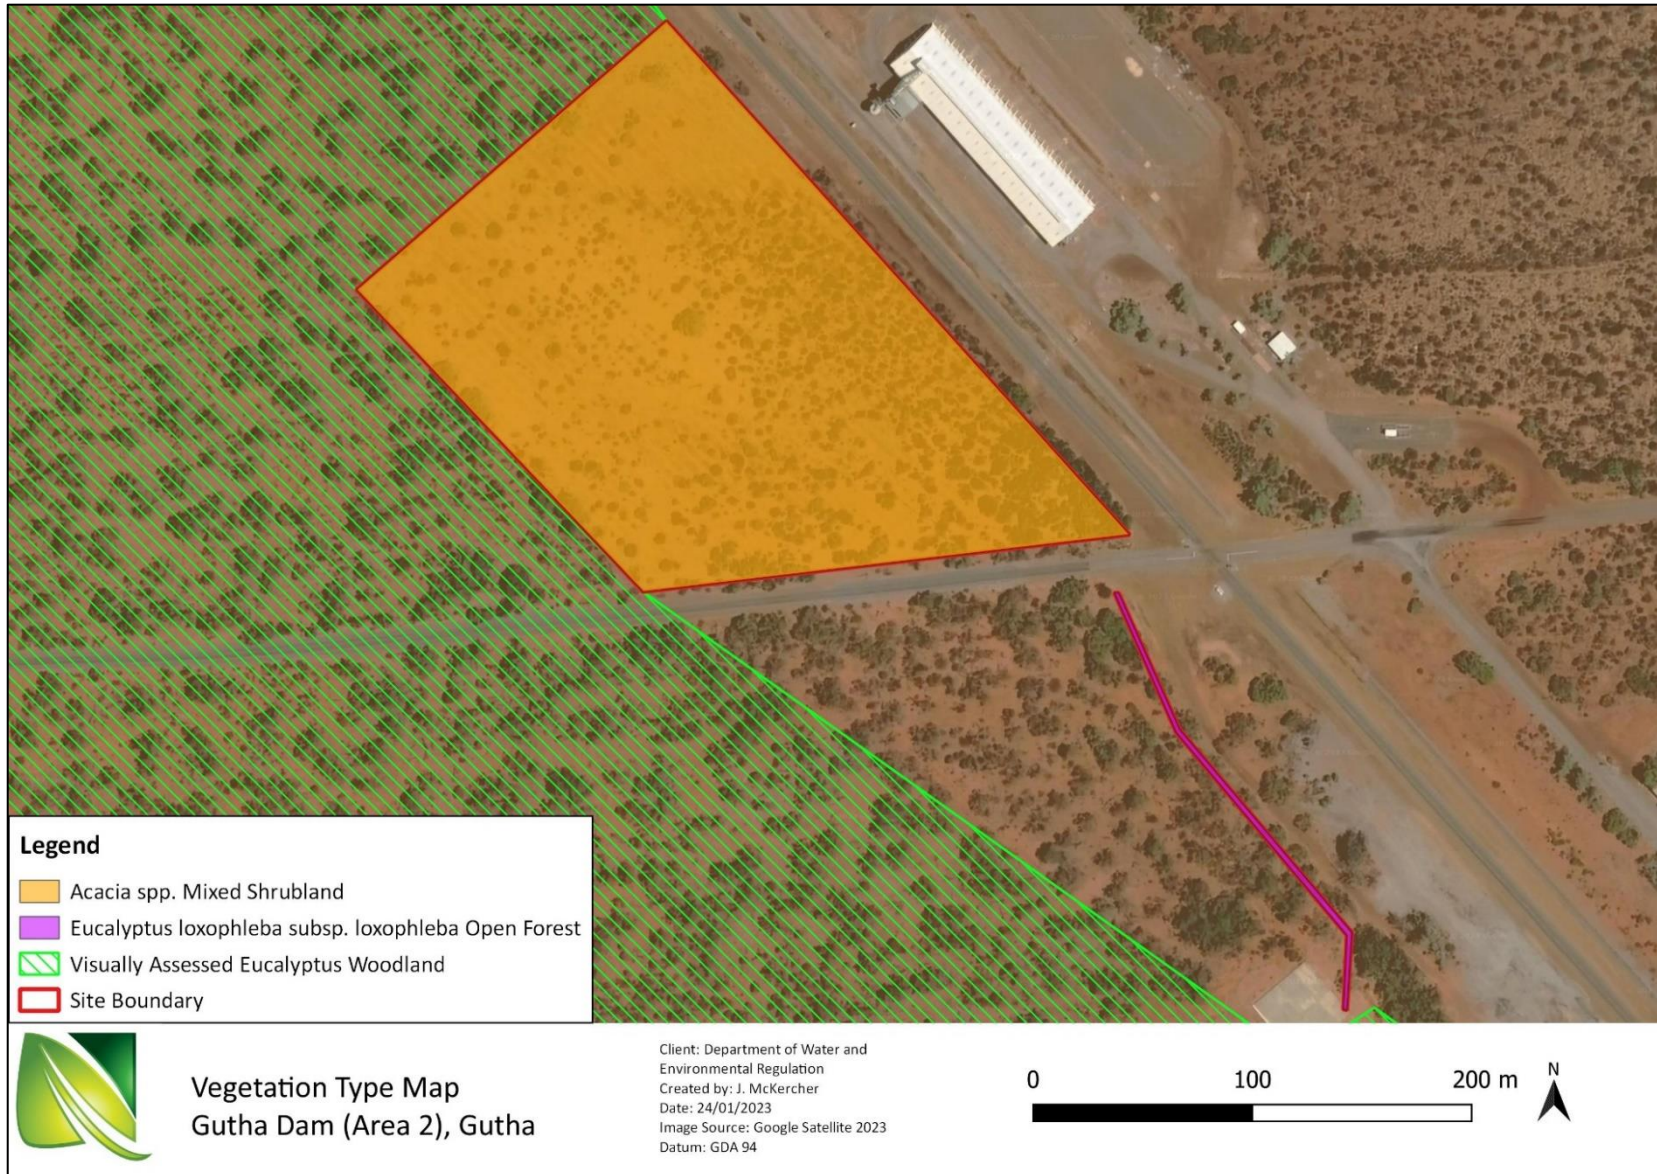 Legend
Acacia spp. Mixed Shrubland
Eucalyptus loxophleba subsp. loxophleba Open Forest
Visually Assessed Eucalyptus Woodland
Site Boundary
Vegetation Type Map
Gutha Dam (Area 2), Gutha
Client: Department of Water and
Environmental Regulation
Created by: J. McKercher
Date: 24/01/2023
Image Source: Google Satellite 2023
Datum: GDA 94
0 100 200 m
N